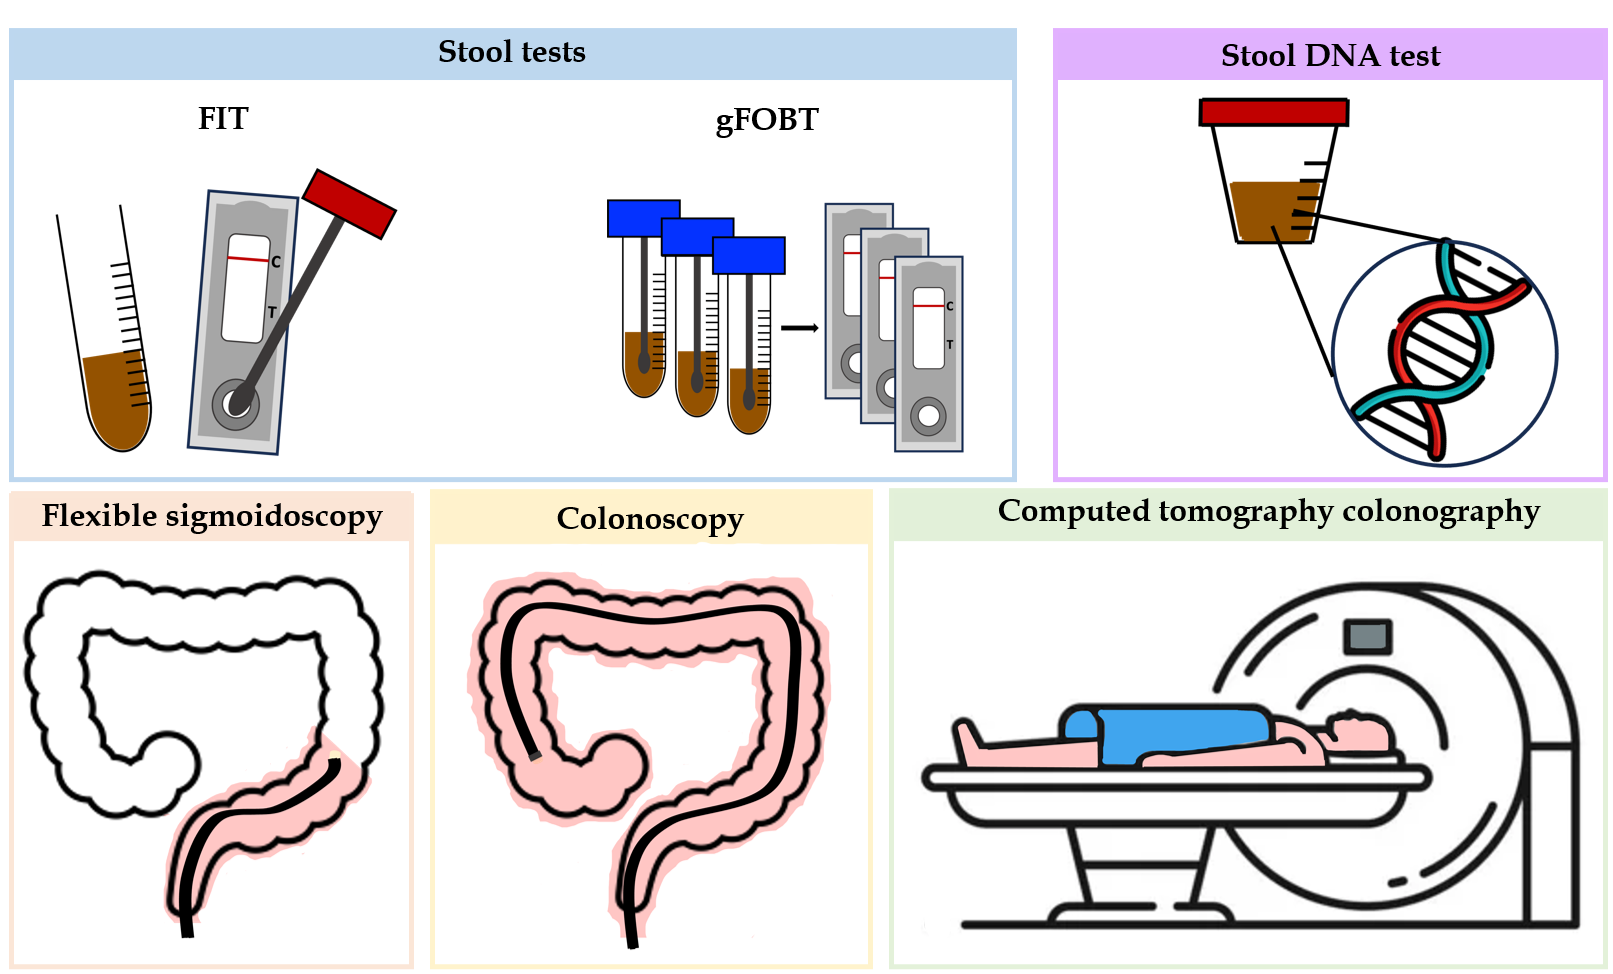 Stool tests
FIT
gFOBT
C
T
C
T
Stool DNA test
Flexible sigmoidoscopy
Colonoscopy
Computed tomography colonography